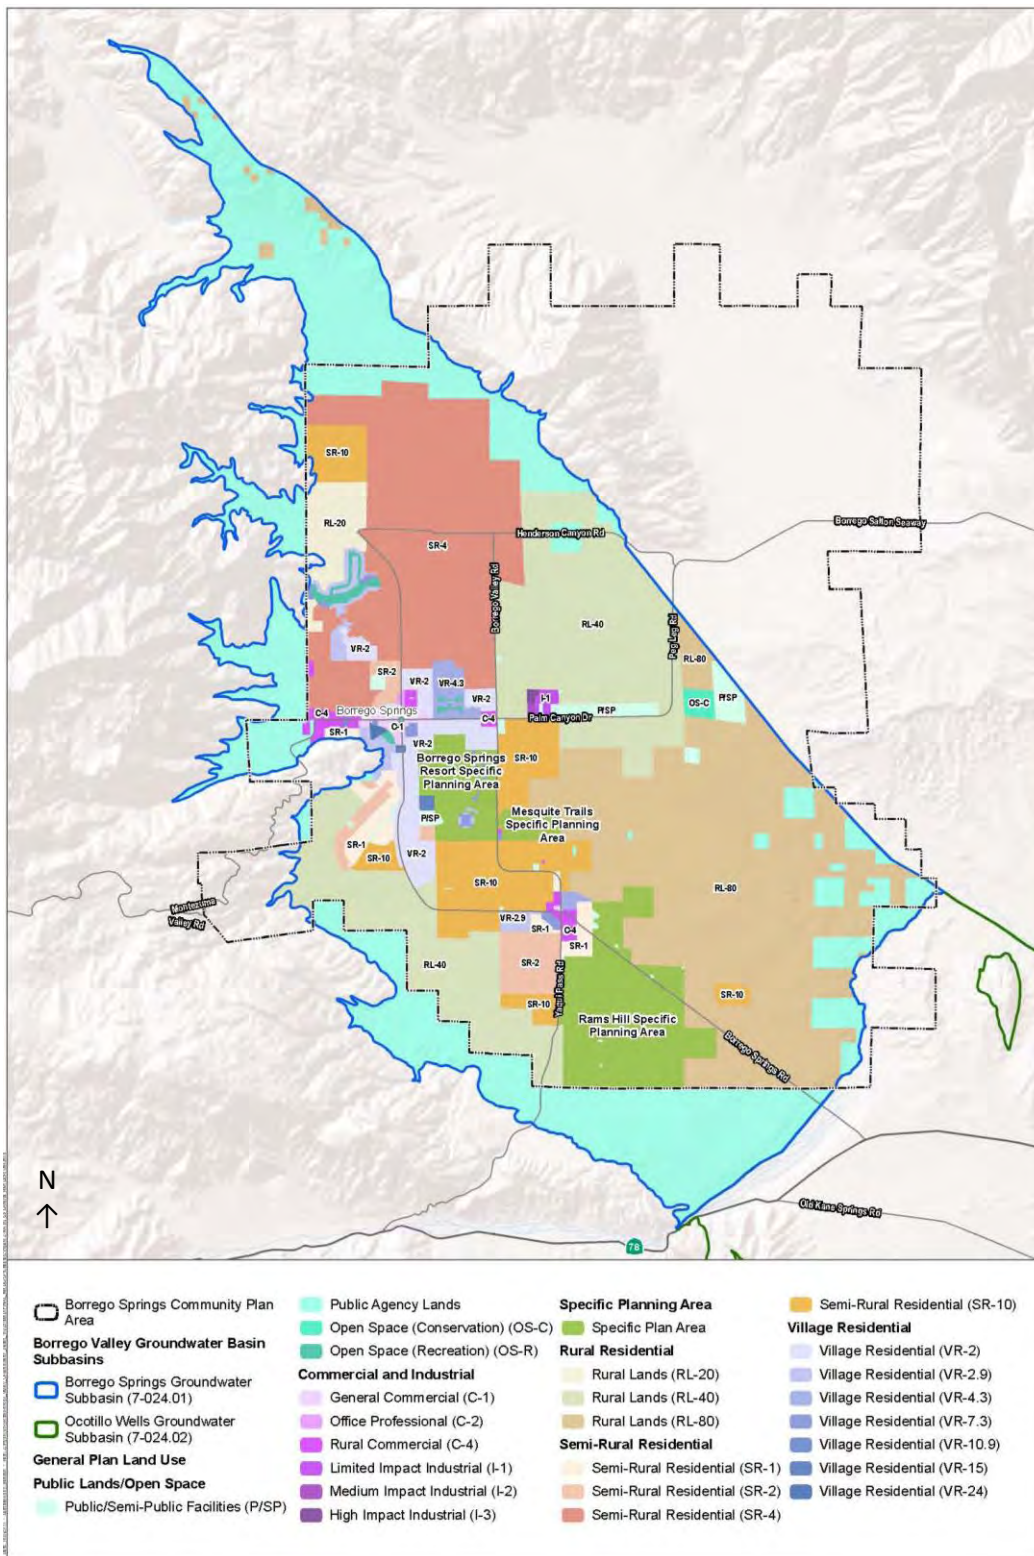 SR-10
RL-20
Henderson Canyon Rd
Borrego Salton Seaway
SR-4
Borrego Valley Rd
RL-40
Peg Leg Rd
VR-2
RL-80
SR-2
VR-2
VR-4.3
VR-2
I-1
P/SP
OS-C
P/SP
C-4
Borrego Springs
C-4
Palm Canyon Dr
SR-1
C-1
VR-2
Borrego Springs
Resort Specific
Planning Area
SR-10
P/SP
Mesquite Trails
Specific Planning
Area
SR-1
SR-10
VR-2
SR-10
RL-80
Montezuma
Valley Rd
VR-2.9
SR-1
C-4
SR-1
RL-40
SR-2
Yaqui Pass Rd
SR-10
SR-10
Rams Hill Specific
Planning Area
Borrego Springs Rd
N
Old Kane Springs Rd
78
Borrego Springs Community Plan
Area
Borrego Valley Groundwater Basin
Subbasins
Borrego Springs Groundwater
Subbasin (7-024.01)
Ocotillo Wells Groundwater
Subbasin (7-024.02)
General Plan Land Use
Public Lands/Open Space
Public/Semi-Public Facilities (P/SP)
Public Agency Lands
Open Space (Conservation) (OS-C)
Open Space (Recreation) (OS-R)
Commercial and Industrial
General Commercial (C-1)
Office Professional (C-2)
Rural Commercial (C-4)
Limited Impact Industrial (I-1)
Medium Impact Industrial (I-2)
High Impact Industrial (I-3)
Specific Planning Area
Specific Plan Area
Rural Residential
Rural Lands (RL-20)
Rural Lands (RL-40)
Rural Lands (RL-80)
Semi-Rural Residential
Semi-Rural Residential (SR-1)
Semi-Rural Residential (SR-2)
Semi-Rural Residential (SR-4)
Semi-Rural Residential (SR-10)
Village Residential
Village Residential (VR-2)
Village Residential (VR-2.9)
Village Residential (VR-4.3)
Village Residential (VR-7.3)
Village Residential (VR-10.9)
Village Residential (VR-15)
Village Residential (VR-24)